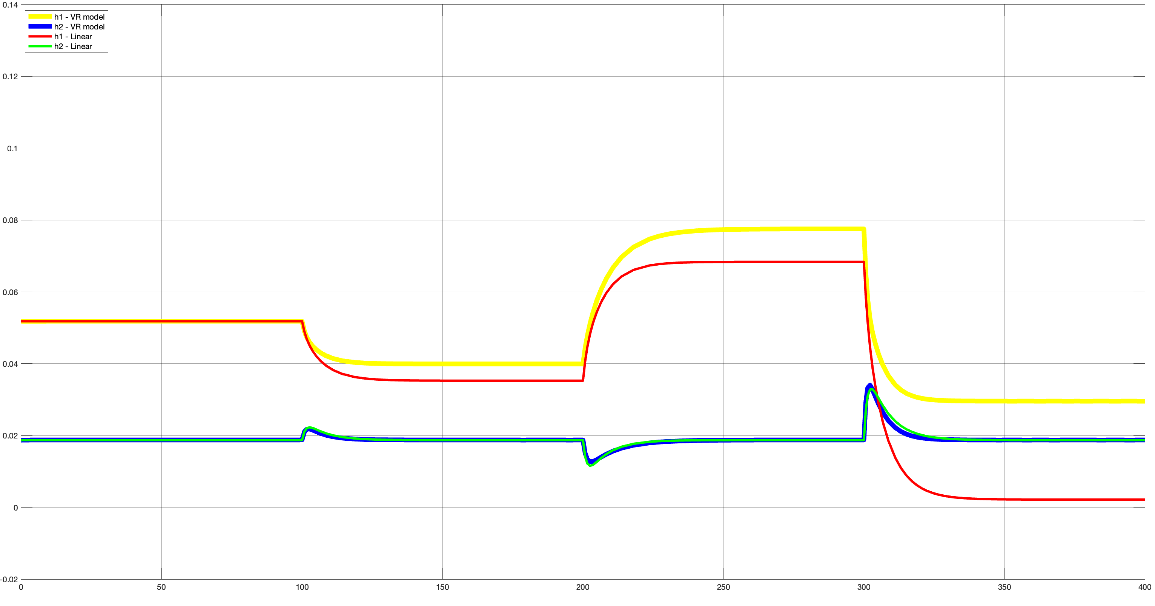 0.14
h1 - VR model
h2 - VR model
h1 - Linear
h2 - Linear
0.12
0.1
0.08
0.06
0.04
0.02
0
-0.02
0 50 100 150 200 250 300 350 400